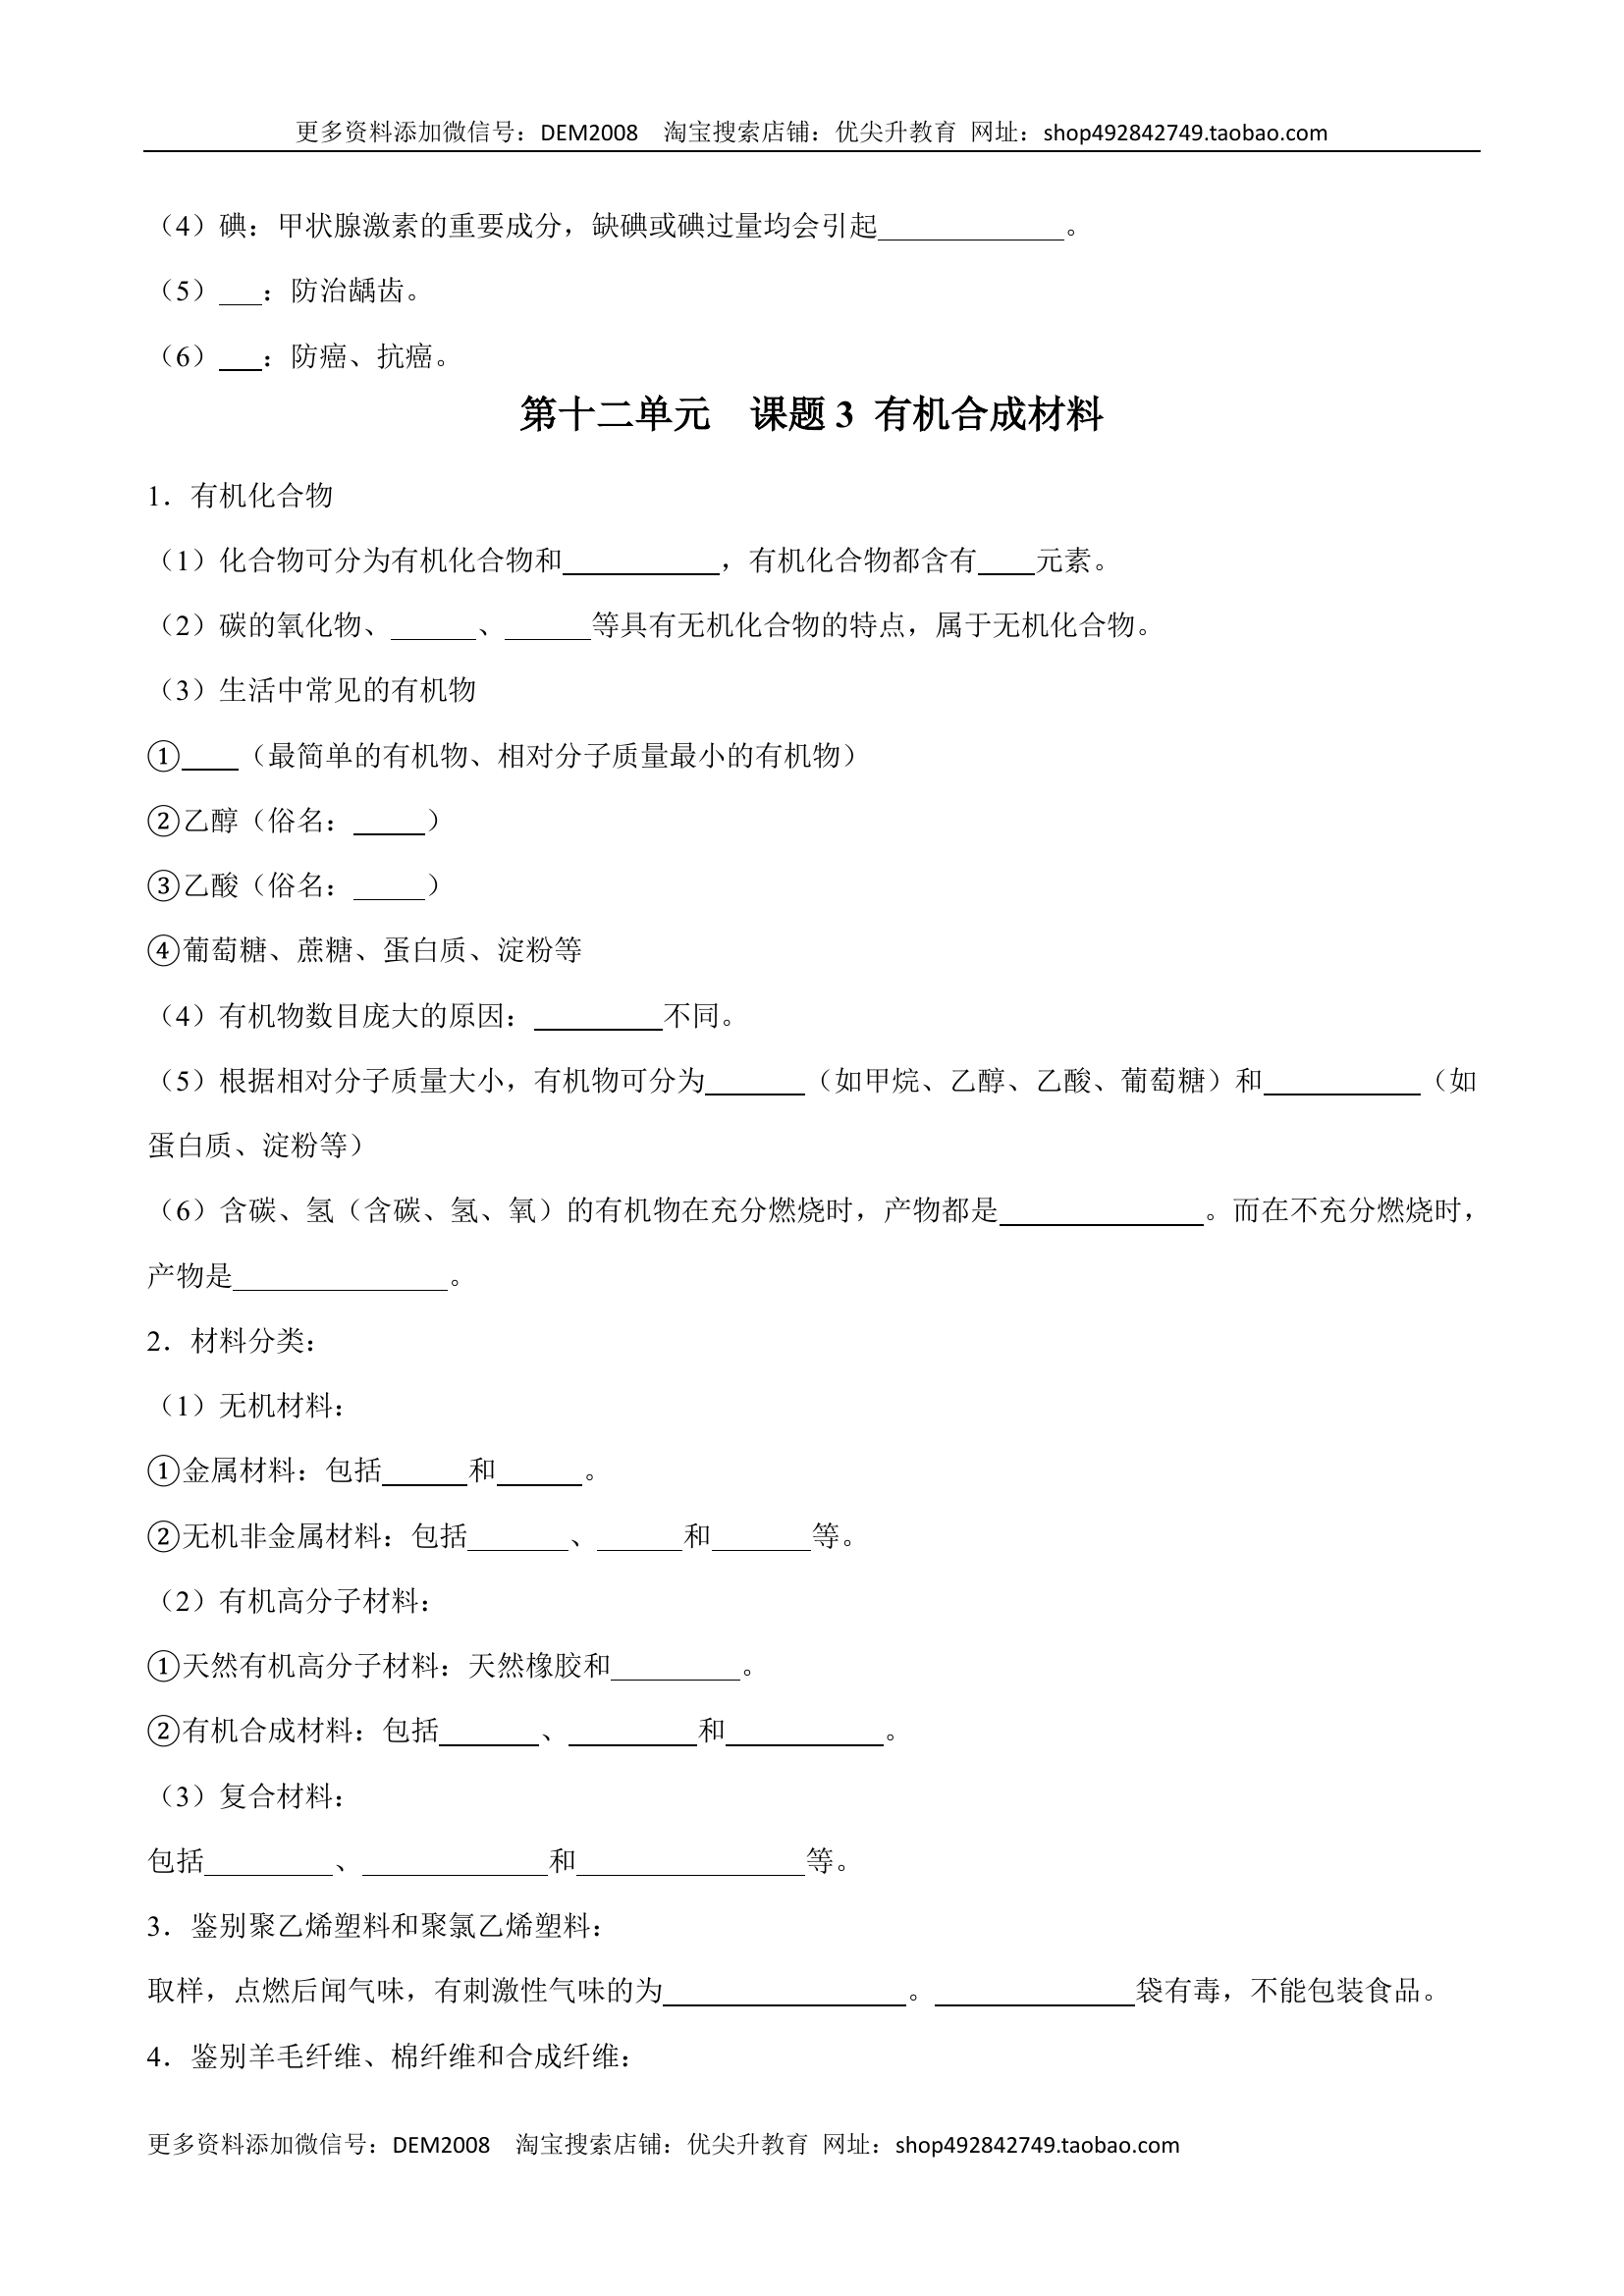 更多资料添加微信号：DEM2008　淘宝搜索店铺：优尖升教育 网址：shop492842749.taobao.com
（4）碘：甲状腺激素的重要成分，缺碘或碘过量均会引起_____________。
（5）___：防治龋齿。
（6）___：防癌、抗癌。
第十二单元　课题 3 有机合成材料
1．有机化合物
（1）化合物可分为有机化合物和___________，有机化合物都含有____元素。
（2）碳的氧化物、______、______等具有无机化合物的特点，属于无机化合物。
（3）生活中常见的有机物
①____（最简单的有机物、相对分子质量最小的有机物）
②乙醇（俗名：_____）
③乙酸（俗名：_____）
④葡萄糖、蔗糖、蛋白质、淀粉等
（4）有机物数目庞大的原因：_________不同。
（5）根据相对分子质量大小，有机物可分为_______（如甲烷、乙醇、乙酸、葡萄糖）和___________（如
蛋白质、淀粉等）
（6）含碳、氢（含碳、氢、氧）的有机物在充分燃烧时，产物都是______________。而在不充分燃烧时，
产物是_______________。
2．材料分类：
（1）无机材料：
①金属材料：包括______和______。
②无机非金属材料：包括_______、______和_______等。
（2）有机高分子材料：
①天然有机高分子材料：天然橡胶和_________。
②有机合成材料：包括_______、_________和___________。
（3）复合材料：
包括_________、_____________和________________等。
3．鉴别聚乙烯塑料和聚氯乙烯塑料：
取样，点燃后闻气味，有刺激性气味的为_________________。______________袋有毒，不能包装食品。
4．鉴别羊毛纤维、棉纤维和合成纤维：
更多资料添加微信号：DEM2008　淘宝搜索店铺：优尖升教育 网址：shop492842749.taobao.com